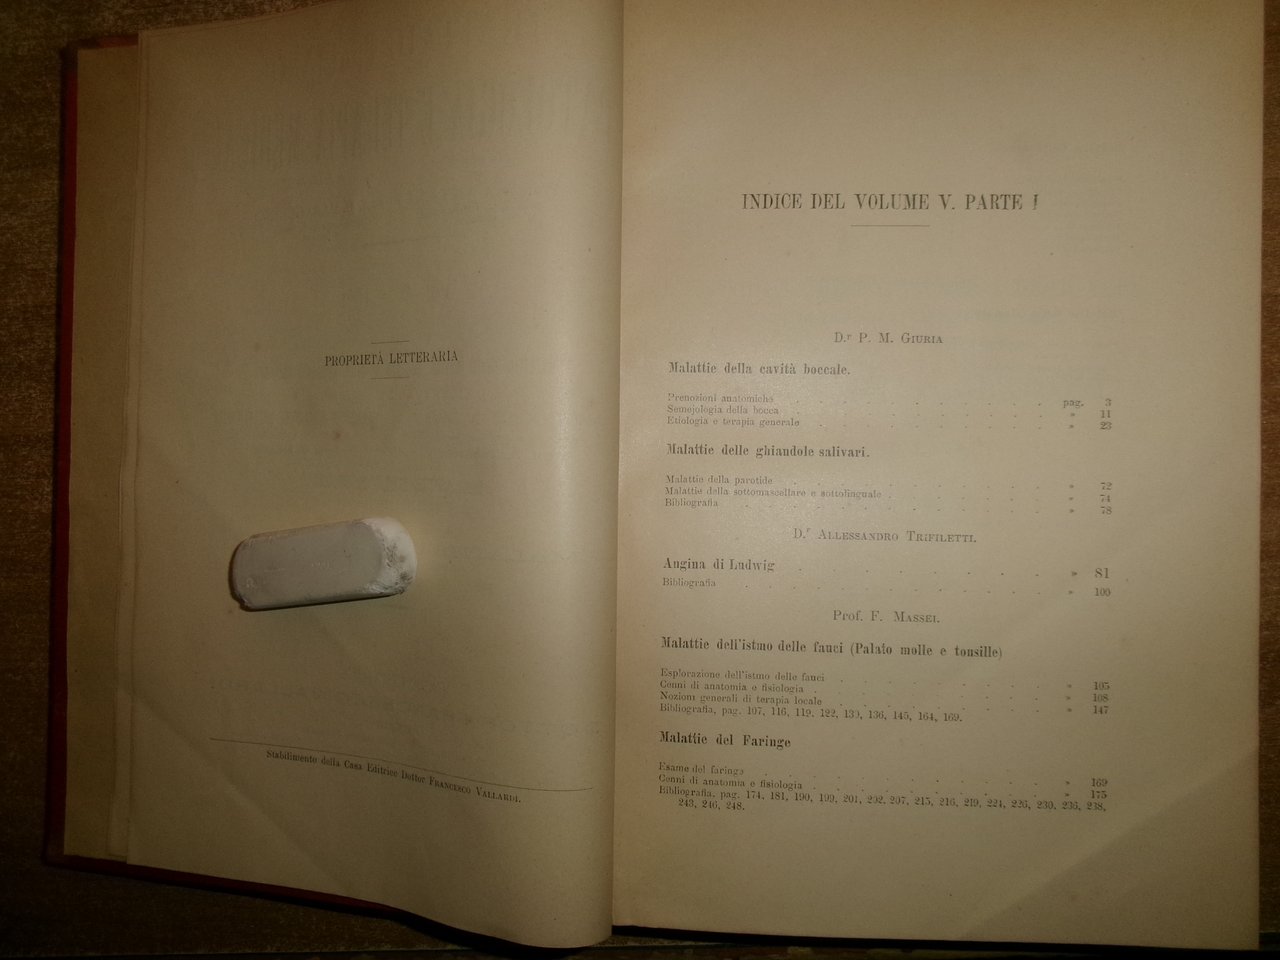 PROPRIETÀ LETTERARIA
Stabilimento della Casa Editrice Dottor FRANCESCO VALLARDI.
INDICE DEL VOLUME V. PARTE I
D.r P. M. GIURIA
Malattie della cavità boccale.
Prenozioni anatomiche . . . . . . . . . . pag. 3
Semejologia della bocca . . . . . . . . . . » 11
Etiologia e terapia generale . . . . . . . . . . » 23
Malattie delle ghiandole salivari.
Malattie della parotide . . . . . . . . . . » 72
Malattie della sottomascellare e sottolinguale . . . . . . » 74
Bibliografia . . . . . . . . . . » 78
D.r ALLESSANDRO TRIFILETTI.
Angina di Ludwig . . . . . . . . . . » 81
Bibliografia . . . . . . . . . . » 100
Prof. F. MASSEI.
Malattie dell'istmo delle fauci (Palato molle e tonsille)
Esplorazione dell'istmo delle fauci . . . . . . . . » 105
Cenni di anatomia e fisiologia . . . . . . . . » 108
Nozioni generali di terapia locale . . . . . . . . » 147
Bibliografia, pag. 107, 116, 119, 122, 133, 136, 145, 164, 169.
Malattie del Faringe
Esame del faringe . . . . . . . . . . » 169
Cenni di anatomia e fisiologia . . . . . . . . » 175
Bibliografia, pag. 174, 181, 190, 199, 201, 202, 207, 215, 216, 219, 224, 226, 230, 236, 238,
243, 246, 248.